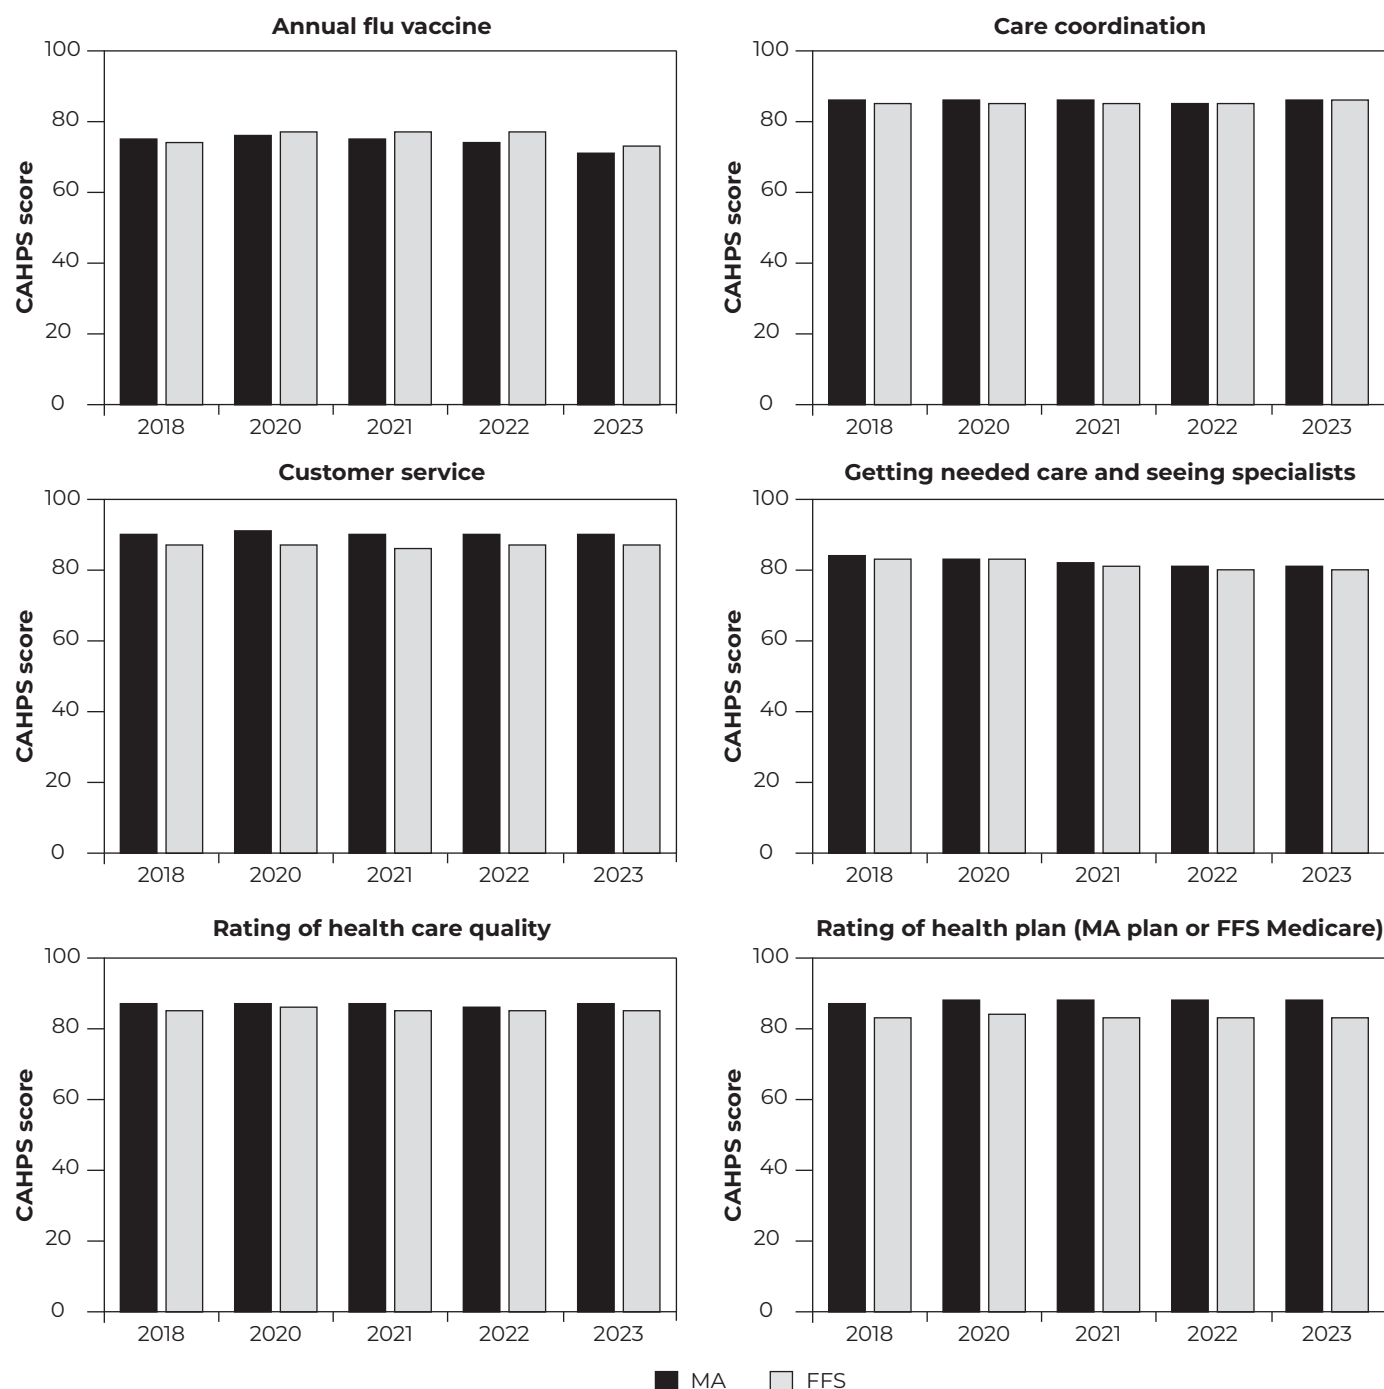 Annual flu vaccine
100
80
60
40
20
0
CAHPS score
2018 2020 2021 2022 2023
Care coordination
100
80
60
40
20
0
CAHPS score
2018 2020 2021 2022 2023
Customer service
100
80
60
40
20
0
CAHPS score
2018 2020 2021 2022 2023
Getting needed care and seeing specialists
100
80
60
40
20
0
CAHPS score
2018 2020 2021 2022 2023
Rating of health care quality
100
80
60
40
20
0
CAHPS score
2018 2020 2021 2022 2023
Rating of health plan (MA plan or FFS Medicare)
100
80
60
40
20
0
CAHPS score
2018 2020 2021 2022 2023
MA FFS